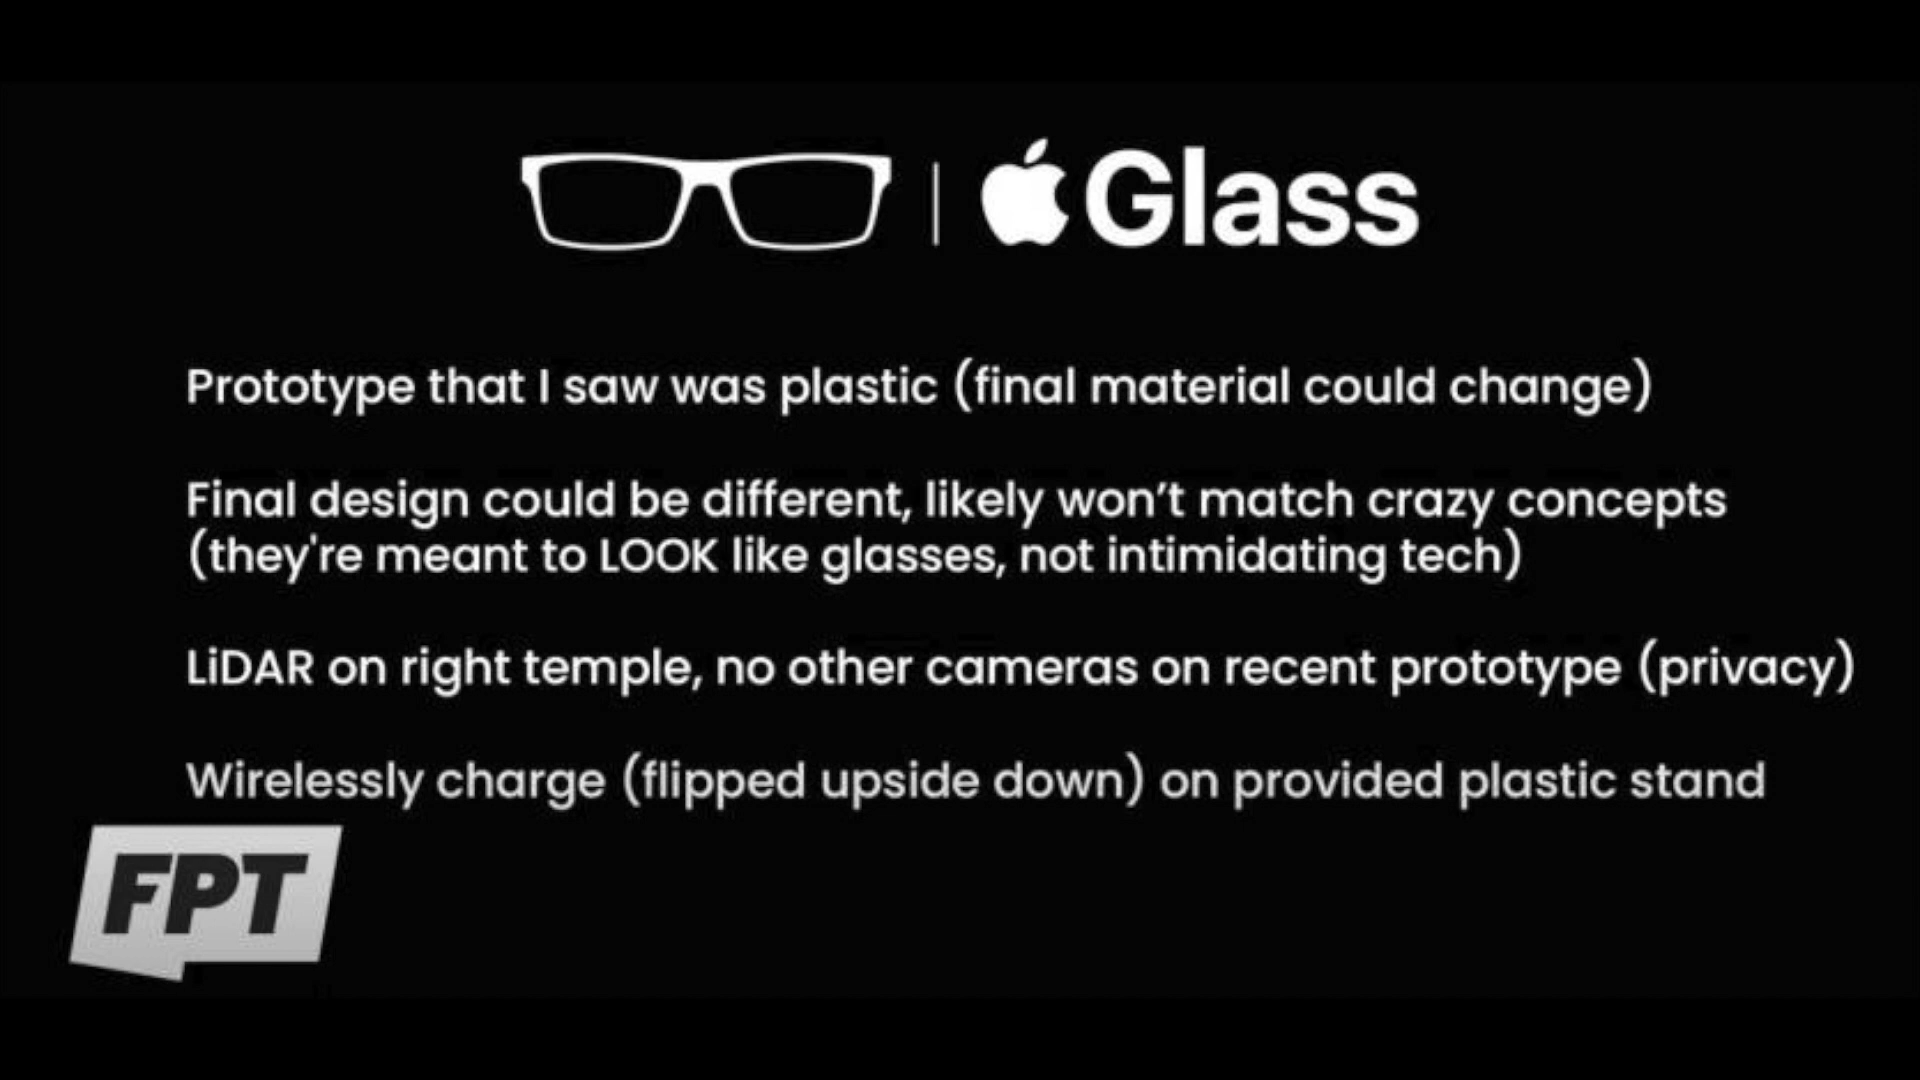 Glass
Prototype that I saw was plastic (final material could change)
Final design could be different, likely won’t match crazy concepts
(they're meant to LOOK like glasses, not intimidating tech)
LiDAR on right temple, no other cameras on recent prototype (privacy)
Wirelessly charge (flipped upside down) on provided plastic stand
FPT